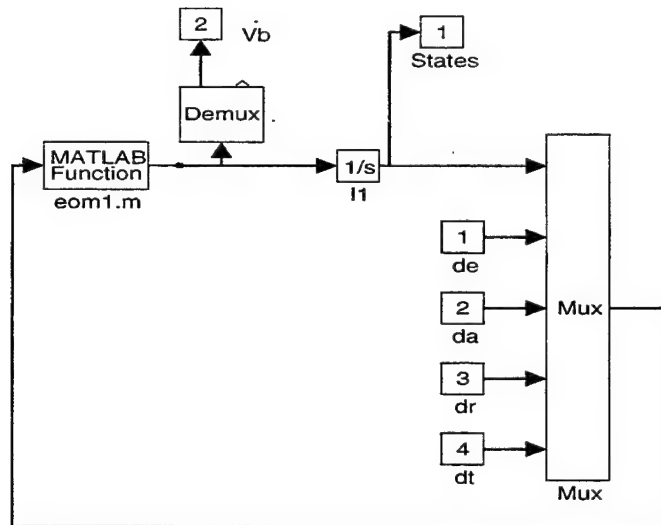 2
V̇b
1
States
Demux
MATLAB
Function
eom1.m
1/s
I1
1
de
2
da
Mux
3
dr
4
dt
Mux